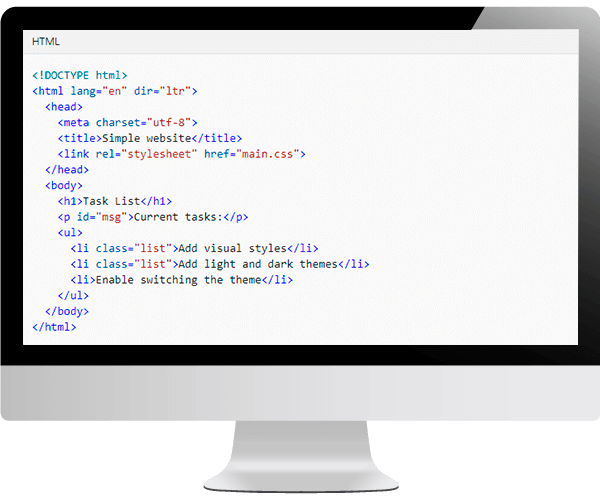 HTML
<!DOCTYPE html>
<html lang="en" dir="ltr">
  <head>
    <meta charset="utf-8">
    <title>Simple website</title>
    <link rel="stylesheet" href="main.css">
  </head>
  <body>
    <h1>Task List</h1>
    <p id="msg">Current tasks:</p>
    <ul>
      <li class="list">Add visual styles</li>
      <li class="list">Add light and dark themes</li>
      <li>Enable switching the theme</li>
    </ul>
  </body>
</html>